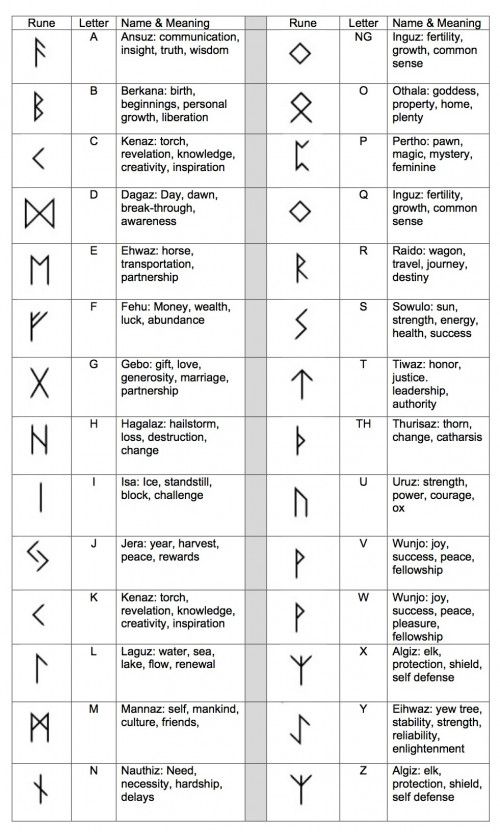 Rune Letter Name & Meaning
ᚨ A Ansuz: communication,
insight, truth, wisdom
ᛒ B Berkana: birth,
beginnings, personal
growth, liberation
ᚲ C Kenaz: torch,
revelation, knowledge,
creativity, inspiration
ᛞ D Dagaz: Day, dawn,
break-through,
awareness
ᛖ E Ehwaz: horse,
transportation,
partnership
ᚠ F Fehu: Money, wealth,
luck, abundance
ᚷ G Gebo: gift, love,
generosity, marriage,
partnership
ᚻ H Hagalaz: hailstorm,
loss, destruction,
change
ᛁ I Isa: Ice, standstill,
block, challenge
ᛃ J Jera: year, harvest,
peace, rewards
ᚲ K Kenaz: torch,
revelation, knowledge,
creativity, inspiration
ᛚ L Laguz: water, sea,
lake, flow, renewal
ᛗ M Mannaz: self, mankind,
culture, friends,
ᚾ N Nauthiz: Need,
necessity, hardship,
delays
Rune Letter Name & Meaning
ᛜ NG Inguz: fertility,
growth, common
sense
ᛟ O Othala: goddess,
property, home,
plenty
ᛈ P Pertho: pawn,
magic, mystery,
feminine
ᛜ Q Inguz: fertility,
growth, common
sense
ᚱ R Raido: wagon,
travel, journey,
destiny
ᛋ S Sowulo: sun,
strength, energy,
health, success
ᛏ T Tiwaz: honor,
justice.
leadership,
authority
ᚦ TH Thurisaz: thorn,
change, catharsis
ᚢ U Uruz: strength,
power, courage,
ox
ᚹ V Wunjo: joy,
success, peace,
fellowship
ᚹ W Wunjo: joy,
success, peace,
pleasure,
fellowship
ᛉ X Algiz: elk,
protection, shield,
self defense
ᛇ Y Eihwaz: yew tree,
stability, strength,
reliability,
enlightenment
ᛉ Z Algiz: elk,
protection, shield,
self defense